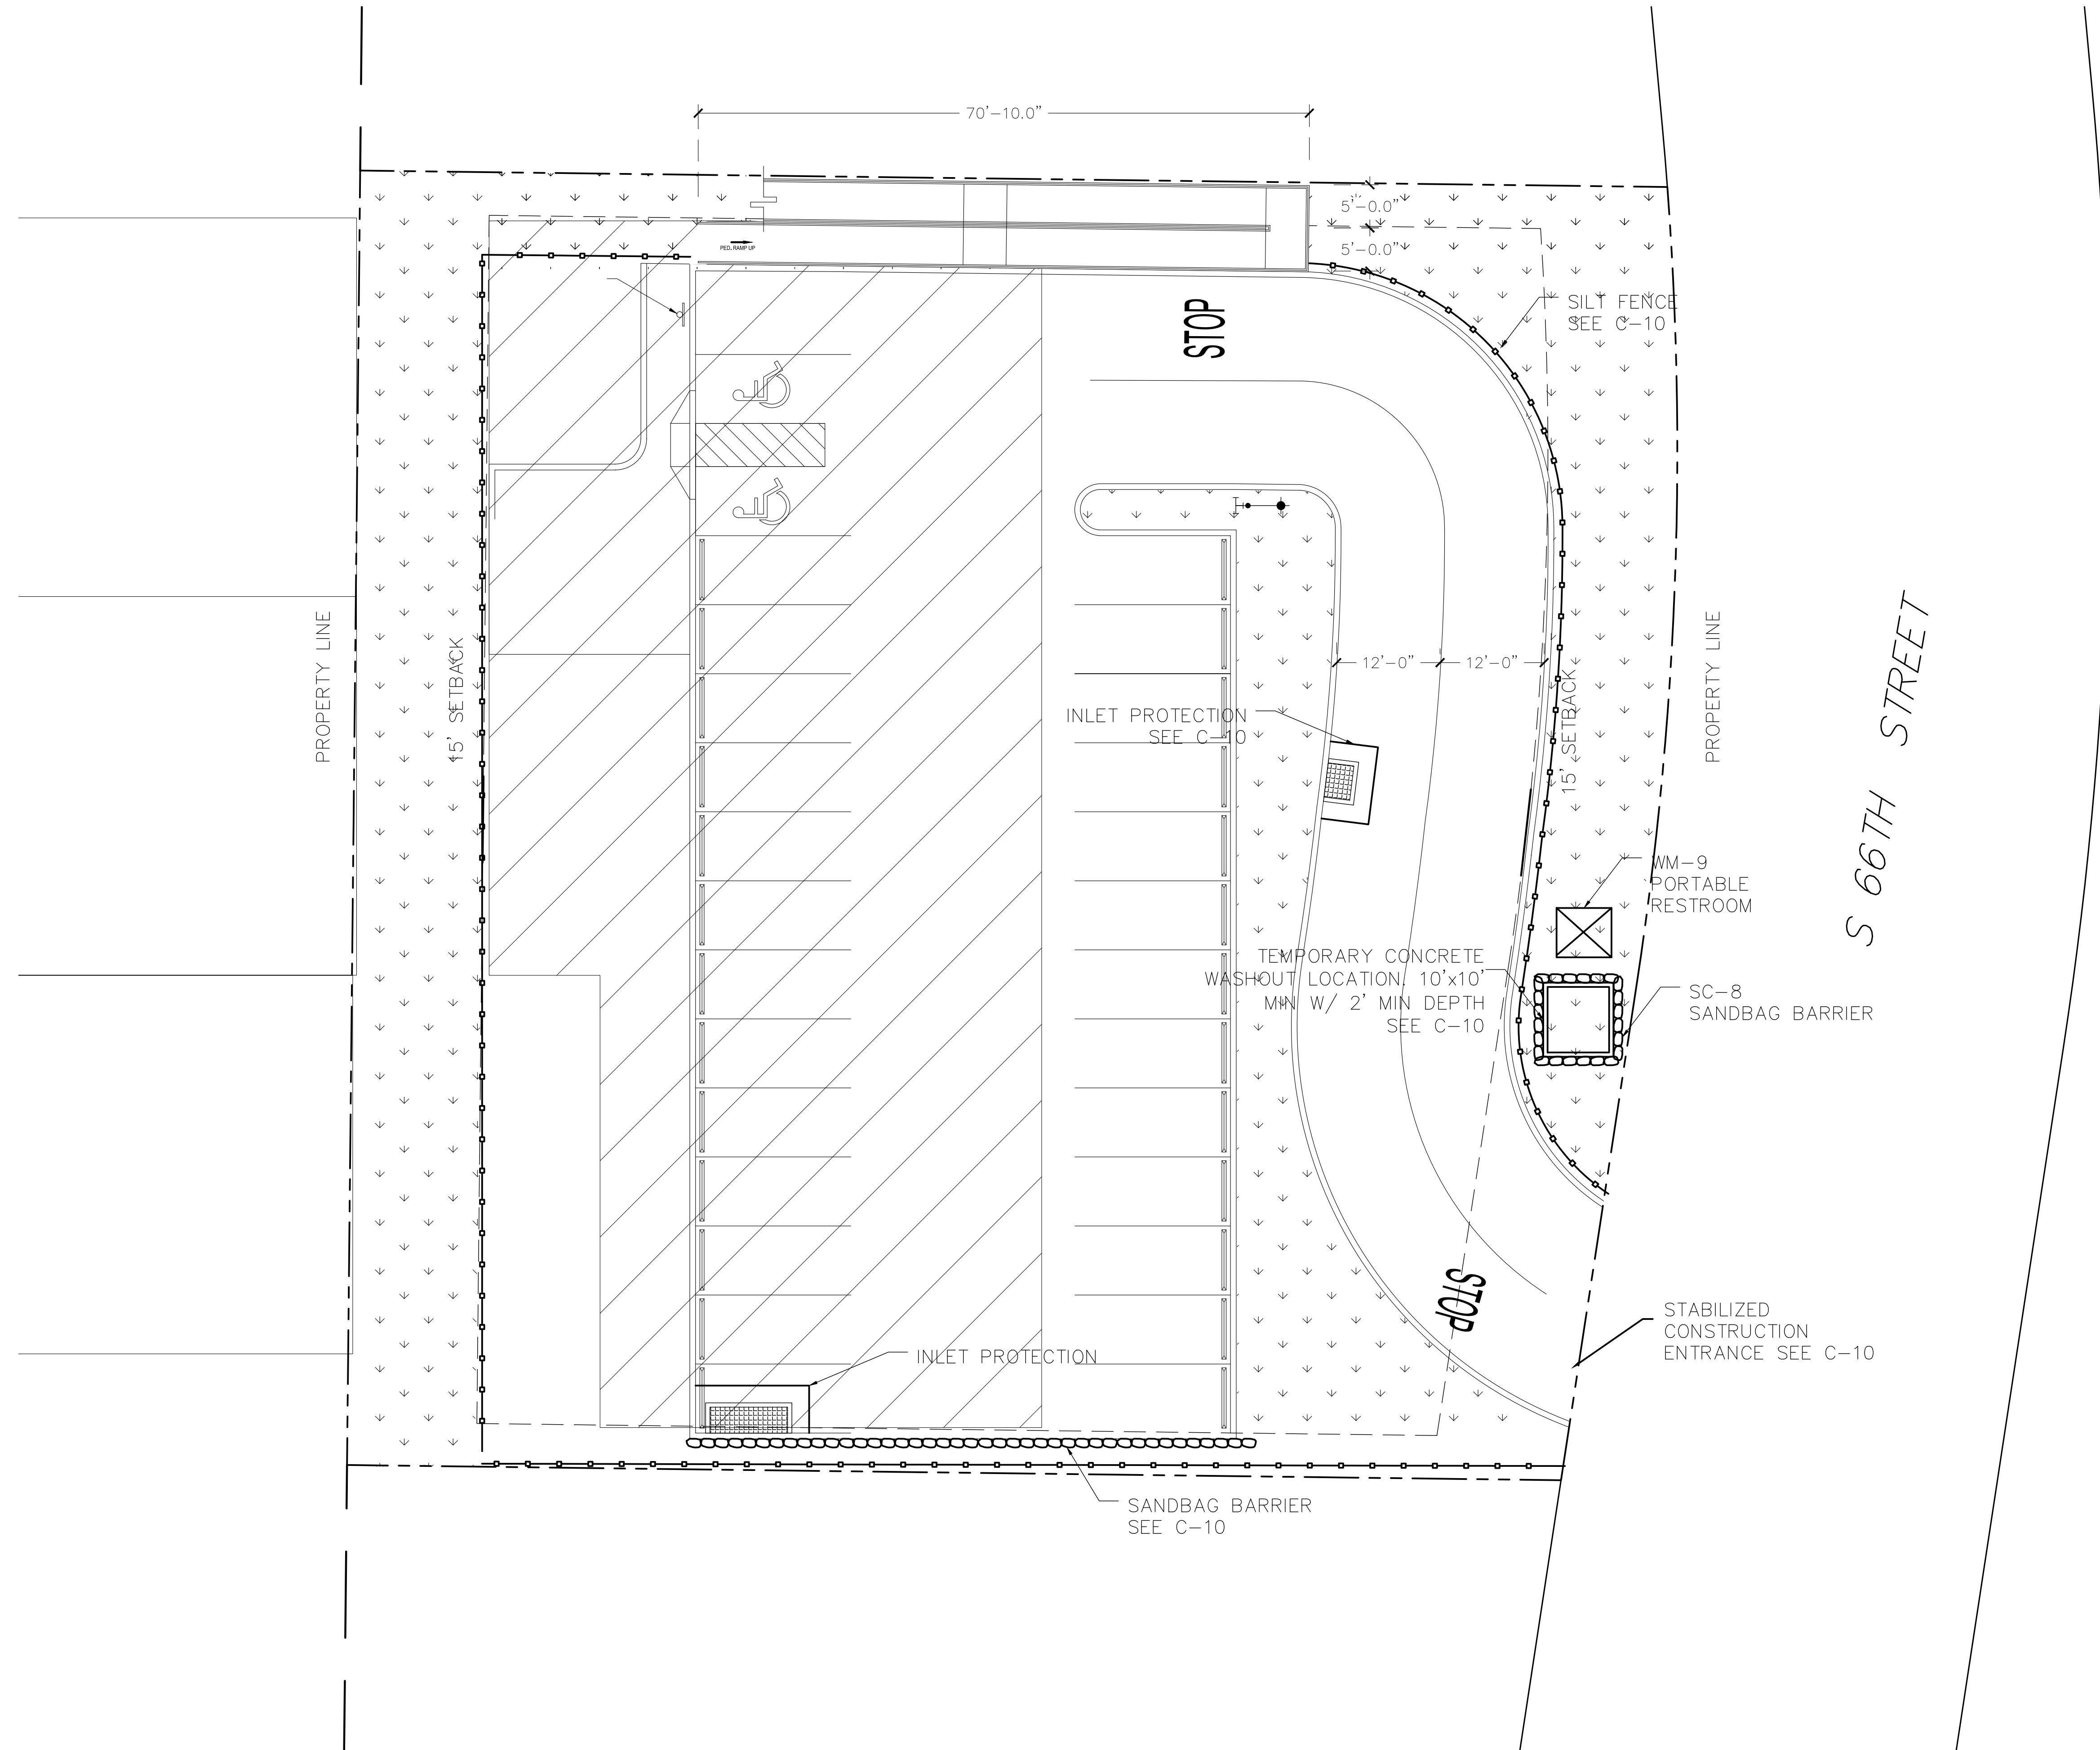 70'-10.0"
5'-0.0"
5'-0.0"
PED. RAMP UP
STOP
SILT FENCE
SEE C-10
PROPERTY LINE
15' SETBACK
12'-0"
12'-0"
15' SETBACK
PROPERTY LINE
S 66TH STREET
INLET PROTECTION
SEE C-10
WM-9
PORTABLE
RESTROOM
TEMPORARY CONCRETE
WASHOUT LOCATION. 10'x10'
MIN W/ 2' MIN DEPTH
SEE C-10
SC-8
SANDBAG BARRIER
STOP
STABILIZED
CONSTRUCTION
ENTRANCE SEE C-10
INLET PROTECTION
SANDBAG BARRIER
SEE C-10